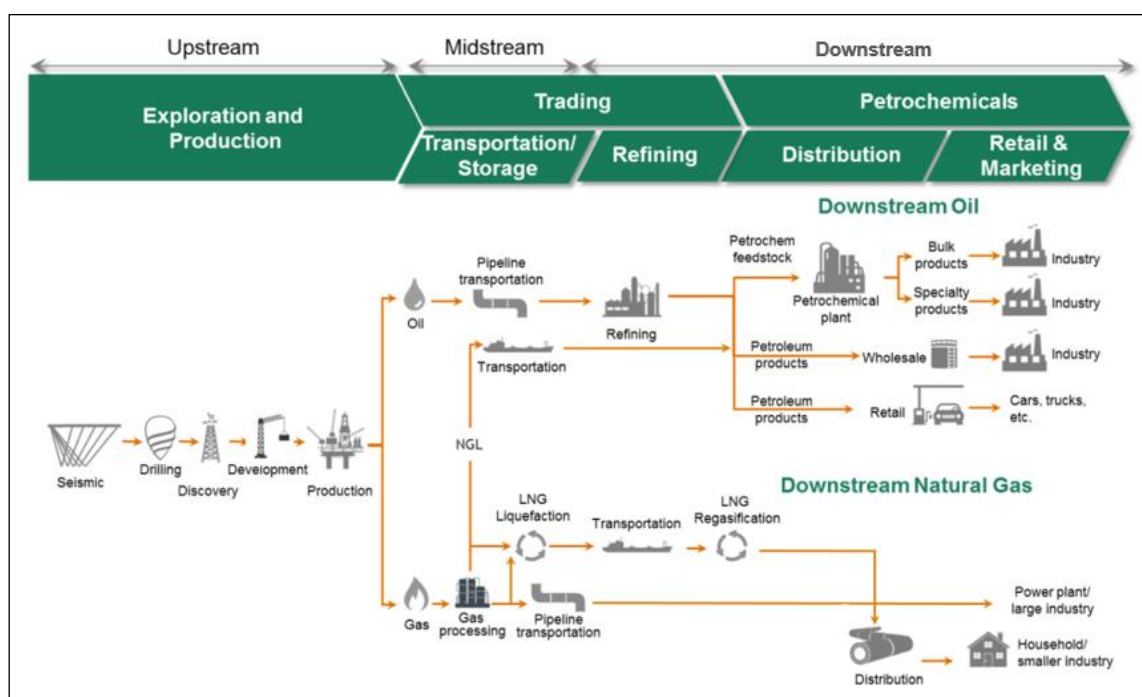 Upstream
Midstream
Downstream
Exploration and
Production
Trading
Petrochemicals
Transportation/
Storage
Refining
Distribution
Retail &
Marketing
Downstream Oil
Petrochem
feedstock
Bulk
products
Industry
Pipeline
transportation
Petrochemical
plant
Specialty
products
Industry
Oil
Refining
Transportation
Petroleum
products
Wholesale
Industry
Petroleum
products
Retail
Cars, trucks,
etc.
NGL
Seismic
Drilling
Discovery
Development
Production
Downstream Natural Gas
LNG
Liquefaction
Transportation
LNG
Regasification
Gas
Gas
processing
Pipeline
transportation
Power plant/
large industry
Distribution
Household/
smaller industry